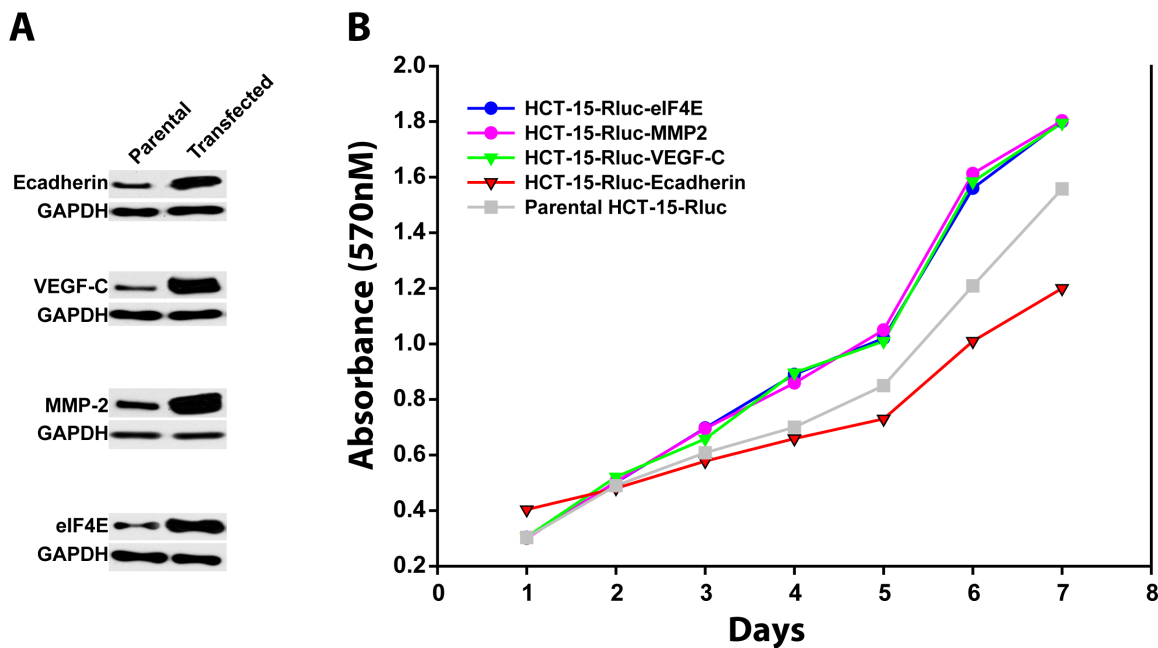 A
Parental
Transfected
Ecadherin
GAPDH
VEGF-C
GAPDH
MMP-2
GAPDH
eIF4E
GAPDH
B
HCT-15-Rluc-eIF4E
HCT-15-Rluc-MMP2
HCT-15-Rluc-VEGF-C
HCT-15-Rluc-Ecadherin
Parental HCT-15-Rluc
Absorbance (570nM)
2.0
1.8
1.6
1.4
1.2
1.0
0.8
0.6
0.4
0.2
0 1 2 3 4 5 6 7 8
Days